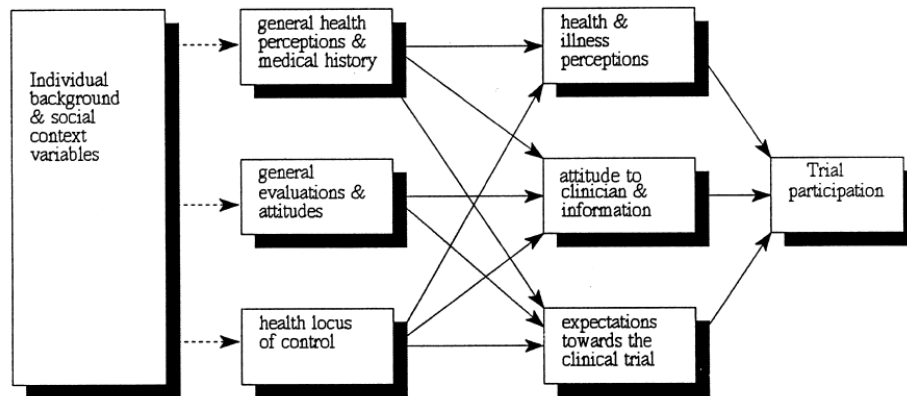 Individual
background
& social
context
variables
general health
perceptions &
medical history
general
evaluations &
attitudes
health locus
of control
health &
illness
perceptions
attitude to
clinician &
information
expectations
towards the
clinical trial
Trial
participation